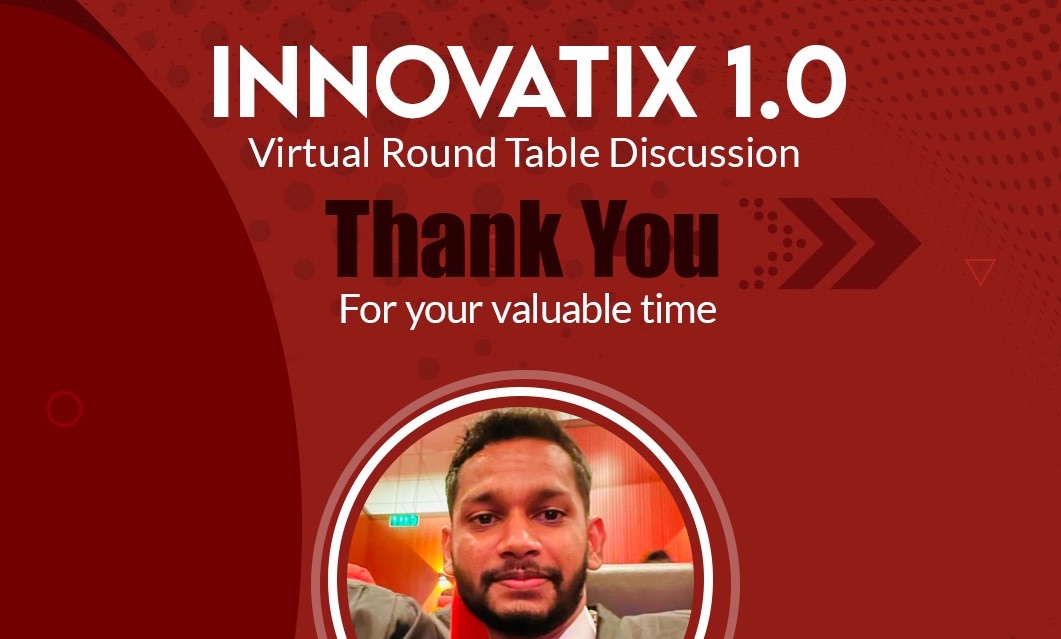 INNOVATIX 1.0
Virtual Round Table Discussion
Thank You
For your valuable time